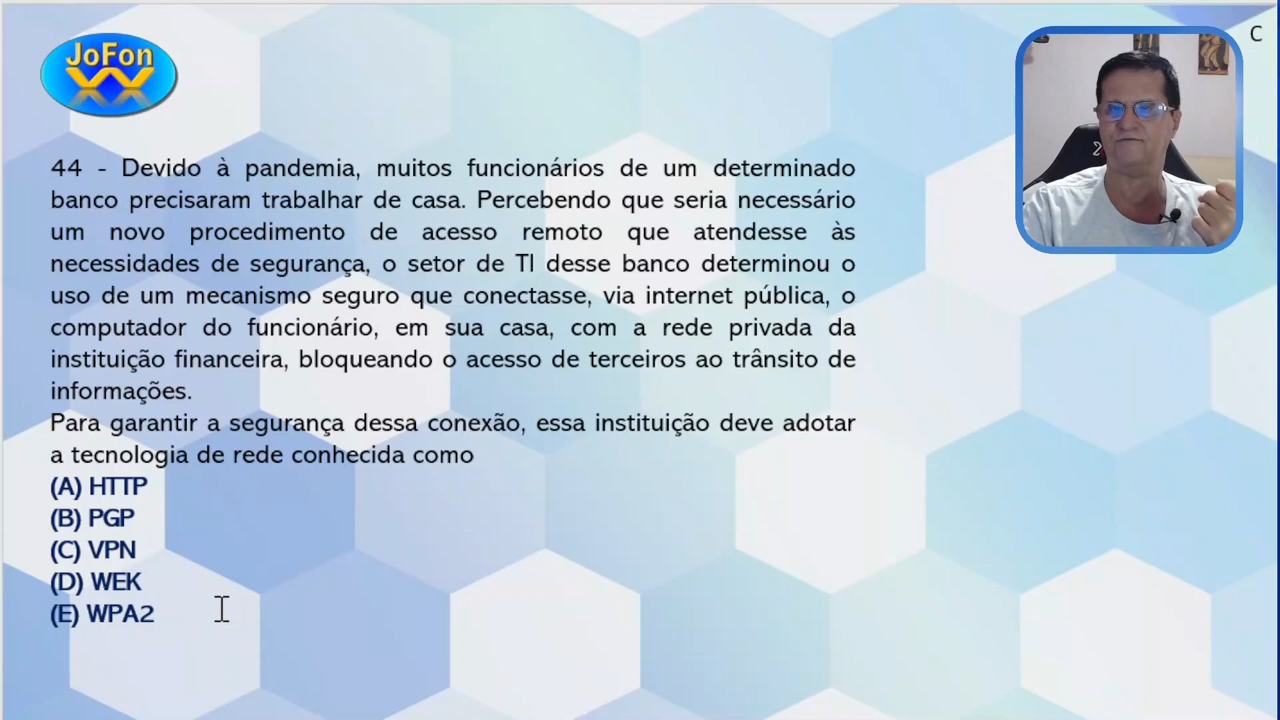 JoFon
C
44 - Devido à pandemia, muitos funcionários de um determinado
banco precisaram trabalhar de casa. Percebendo que seria necessário
um novo procedimento de acesso remoto que atendesse às
necessidades de segurança, o setor de TI desse banco determinou o
uso de um mecanismo seguro que conectasse, via internet pública, o
computador do funcionário, em sua casa, com a rede privada da
instituição financeira, bloqueando o acesso de terceiros ao trânsito de
informações.
Para garantir a segurança dessa conexão, essa instituição deve adotar
a tecnologia de rede conhecida como
(A) HTTP
(B) PGP
(C) VPN
(D) WEK
(E) WPA2